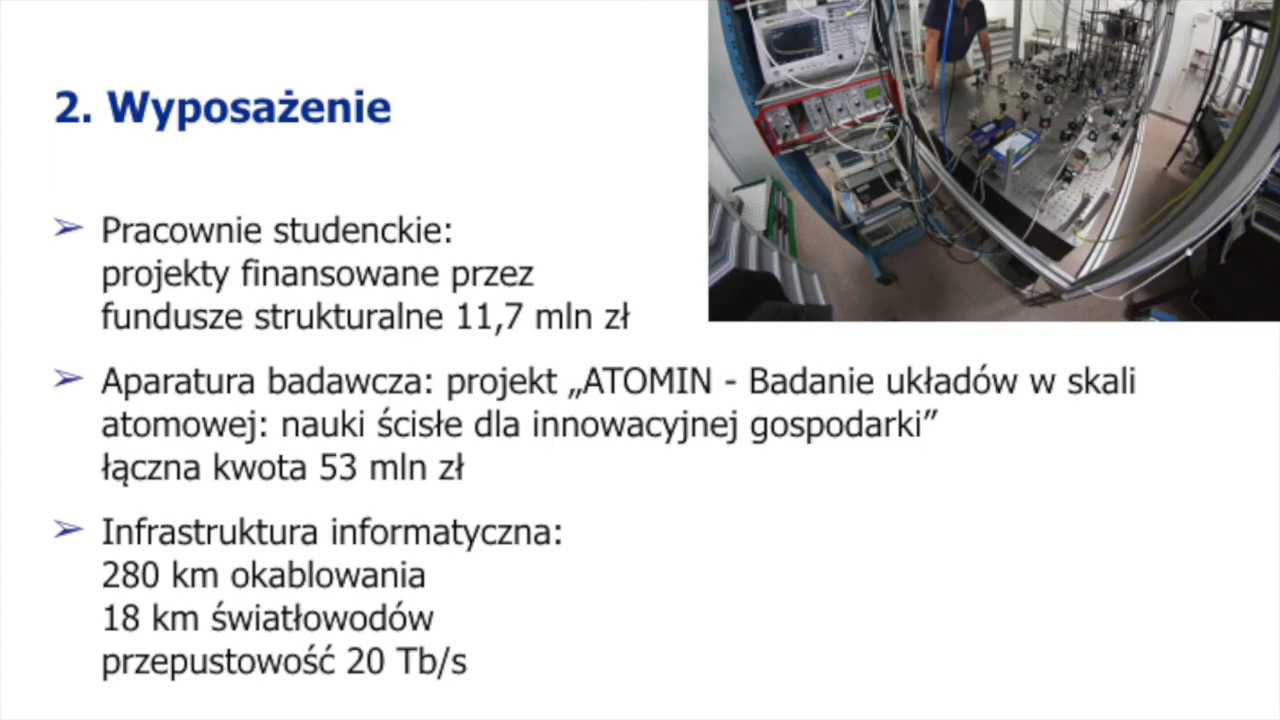 2. Wyposażenie
➢ Pracownie studenckie:
projekty finansowane przez
fundusze strukturalne 11,7 mln zł
➢ Aparatura badawcza: projekt „ATOMIN - Badanie układów w skali
atomowej: nauki ścisłe dla innowacyjnej gospodarki”
łączna kwota 53 mln zł
➢ Infrastruktura informatyczna:
280 km okablowania
18 km światłowodów
przepustowość 20 Tb/s